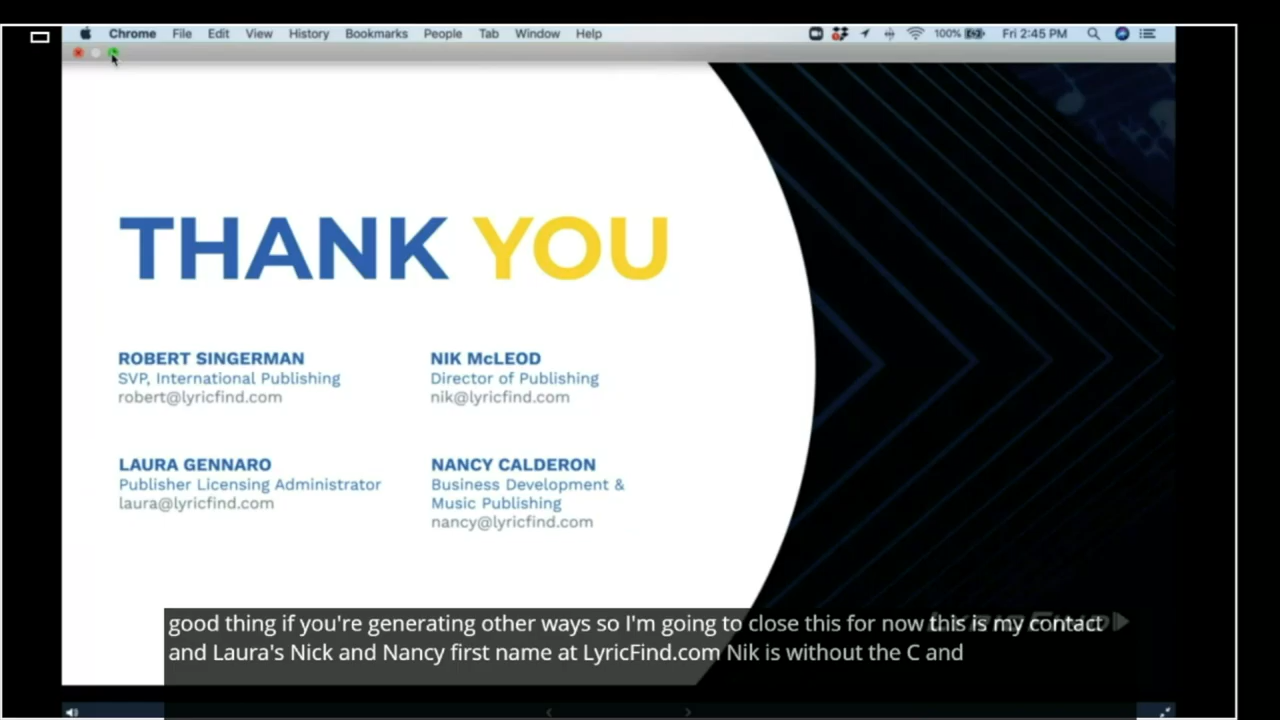 Chrome File Edit View History Bookmarks People Tab Window Help 100% Fri 2:45 PM
THANK YOU
ROBERT SINGERMAN
SVP, International Publishing
robert@lyricfind.com
NIK McLEOD
Director of Publishing
nik@lyricfind.com
LAURA GENNARO
Publisher Licensing Administrator
laura@lyricfind.com
NANCY CALDERON
Business Development &
Music Publishing
nancy@lyricfind.com
good thing if you're generating other ways so I'm going to close this for now this is my contact
and Laura's Nick and Nancy first name at LyricFind.com Nik is without the C and